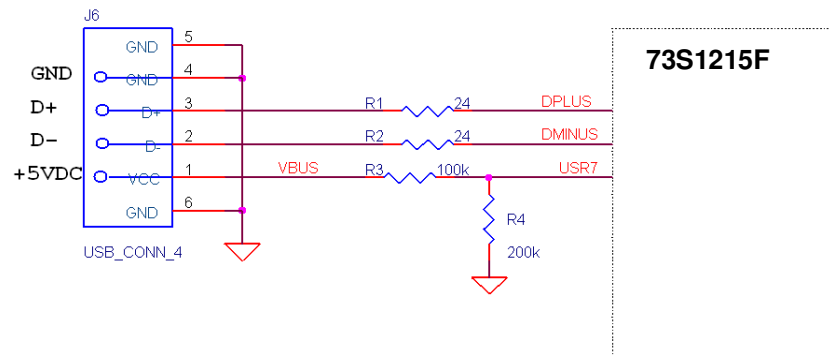 J6
73S1215F
GND 5
GND GND 4
D+ D+ 3 R1 24 DPLUS
D- D- 2 R2 24 DMINUS
+5VDC VCC 1 VBUS R3 100k USR7
GND 6
R4
200k
USB_CONN_4